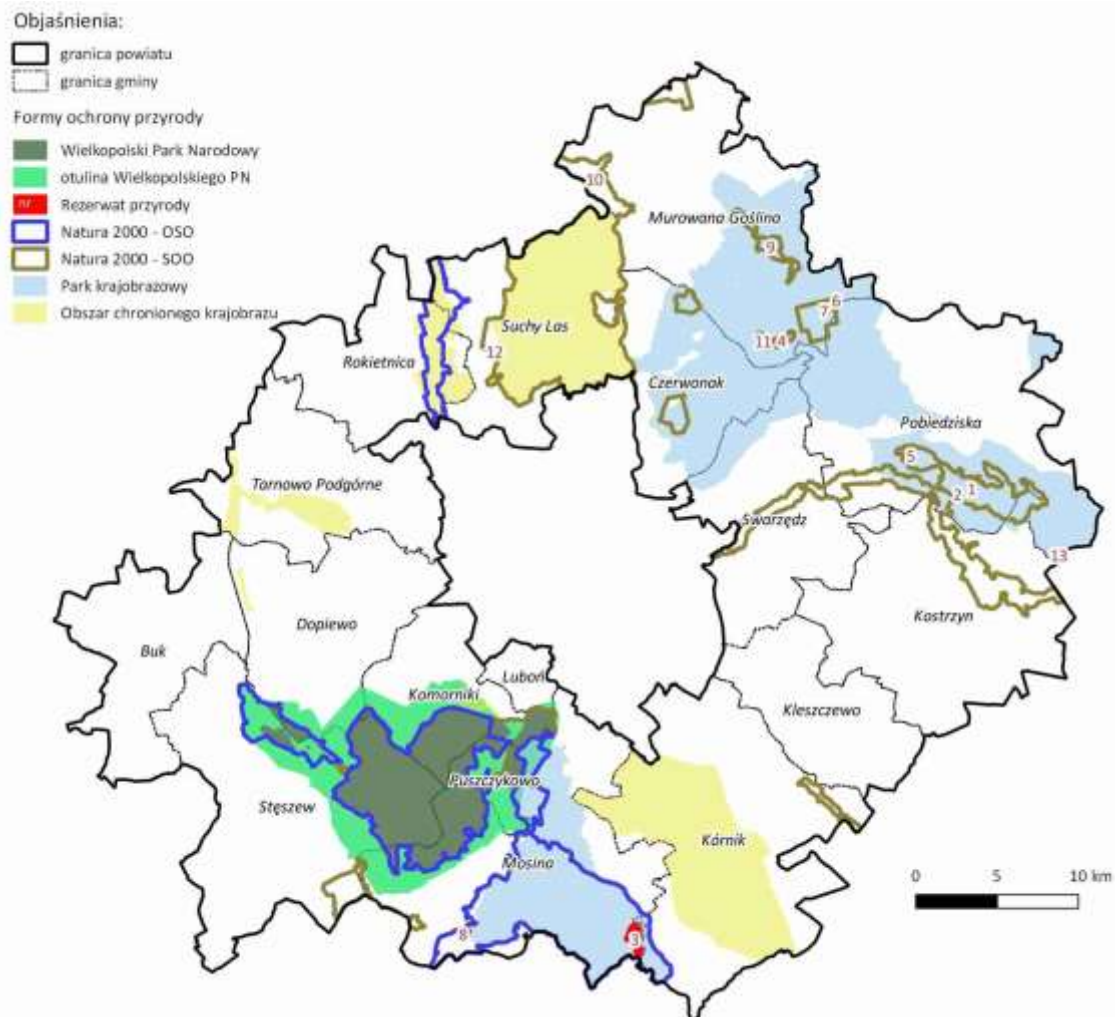 Objaśnienia:
granica powiatu
granica gminy
Formy ochrony przyrody
Wielkopolski Park Narodowy
otulina Wielkopolskiego PN
nr Rezerwat przyrody
Natura 2000 - OSO
Natura 2000 - SOO
Park krajobrazowy
Obszar chronionego krajobrazu
10
Murowana Goślina
9
6
7
Suchy Las
11 4
12
Rokietnica
Czerwonak
Pobiedziska
5
Tarnowo Podgórne
1
2
Swarzędz
13
Kostrzyn
Dopiewo
Buk
Luboń
Komorniki
Kleszczewo
Puszczykowo
Stęszew
Kórnik
Mosina
0 5 10 km
8
3